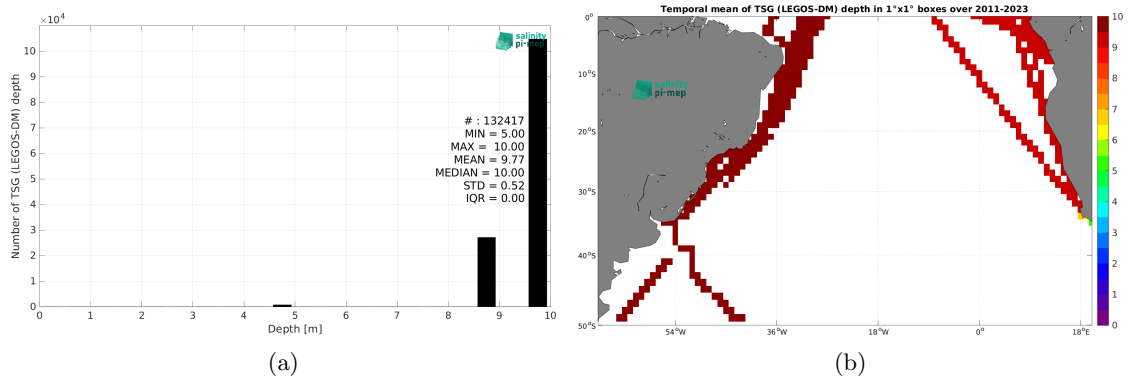 ×10⁴
10
9
8
7
6
5
4
3
2
1
0
Number of TSG (LEGOS-DM) depth
salinity
pi-mep
# : 132417
MIN = 5.00
MAX = 10.00
MEAN = 9.77
MEDIAN = 10.00
STD = 0.52
IQR = 0.00
0 1 2 3 4 5 6 7 8 9 10
Depth [m]
(a)
Temporal mean of TSG (LEGOS-DM) depth in 1°x1° boxes over 2011-2023
0°
10°S
20°S
30°S
40°S
50°S
salinity
pi-mep
54°W 36°W 18°W 0° 18°E
10
9
8
7
6
5
4
3
2
1
0
(b)